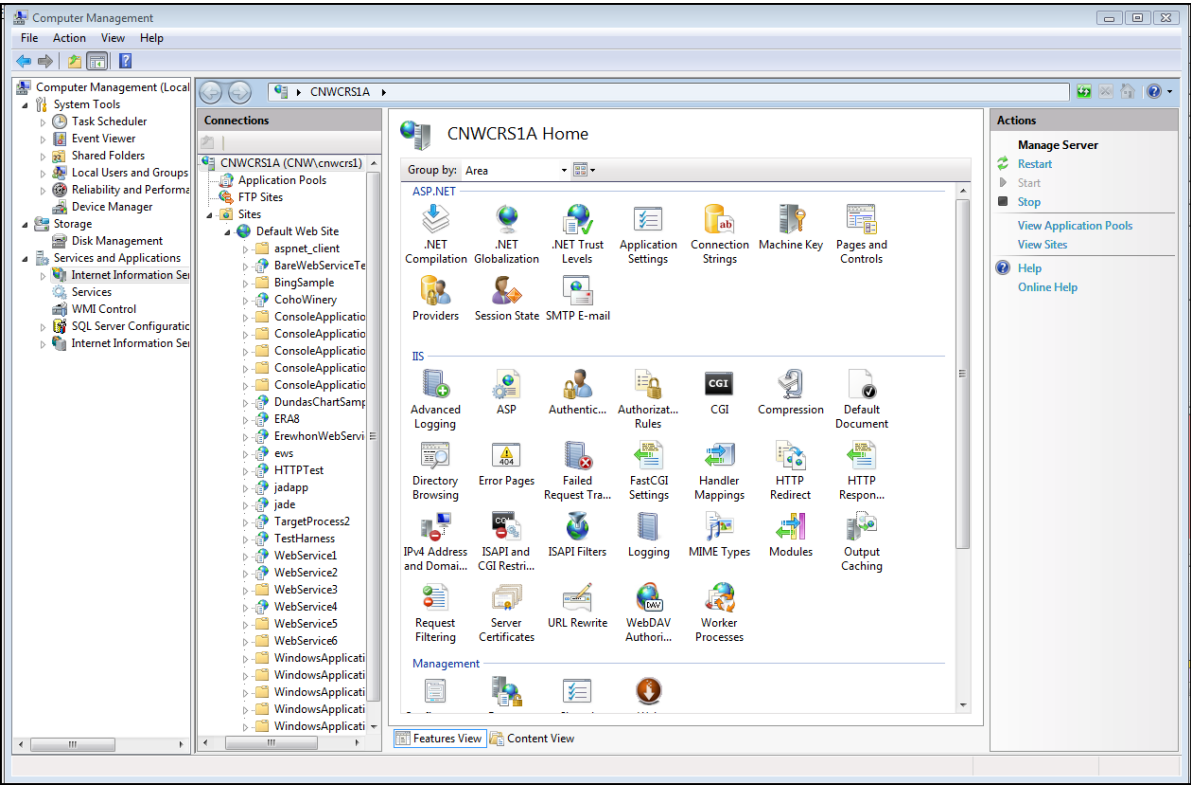 Computer Management
File Action View Help
Computer Management (Local
System Tools
Task Scheduler
Event Viewer
Shared Folders
Local Users and Groups
Reliability and Performa
Device Manager
Storage
Disk Management
Services and Applications
Internet Information Ser
Services
WMI Control
SQL Server Configuratic
Internet Information Ser
CNWCRS1A
Connections
CNWCRS1A (CNW\cnwcrs1)
Application Pools
FTP Sites
Sites
Default Web Site
aspnet_client
BareWebServiceTe
BingSample
CohoWinery
ConsoleApplicatio
ConsoleApplicatio
ConsoleApplicatio
ConsoleApplicatio
ConsoleApplicatio
DundasChartSamp
ERA8
ErewhonWebServi
ews
HTTPTest
jadapp
jade
TargetProcess2
TestHarness
WebService1
WebService2
WebService3
WebService4
WebService5
WebService6
WindowsApplicati
WindowsApplicati
WindowsApplicati
WindowsApplicati
WindowsApplicati
CNWCRS1A Home
Group by: Area
ASP.NET
.NET Compilation
.NET Globalization
.NET Trust Levels
Application Settings
Connection Strings
ab
Machine Key
Pages and Controls
Providers
Session State
SMTP E-mail
IIS
Advanced Logging
ASP
Authentic...
Authorizat... Rules
CGI
CGI
Compression
Default Document
Directory Browsing
404
Error Pages
Failed Request Tra...
FastCGI Settings
Handler Mappings
HTTP Redirect
HTTP Respon...
IPv4 Address and Domai...
ISAPI and CGI Restri...
ISAPI Filters
Logging
MIME Types
Modules
Output Caching
Request Filtering
Server Certificates
URL Rewrite
DAV
WebDAV Authori...
Worker Processes
Management
Features View
Content View
Actions
Manage Server
Restart
Start
Stop
View Application Pools
View Sites
Help
Online Help